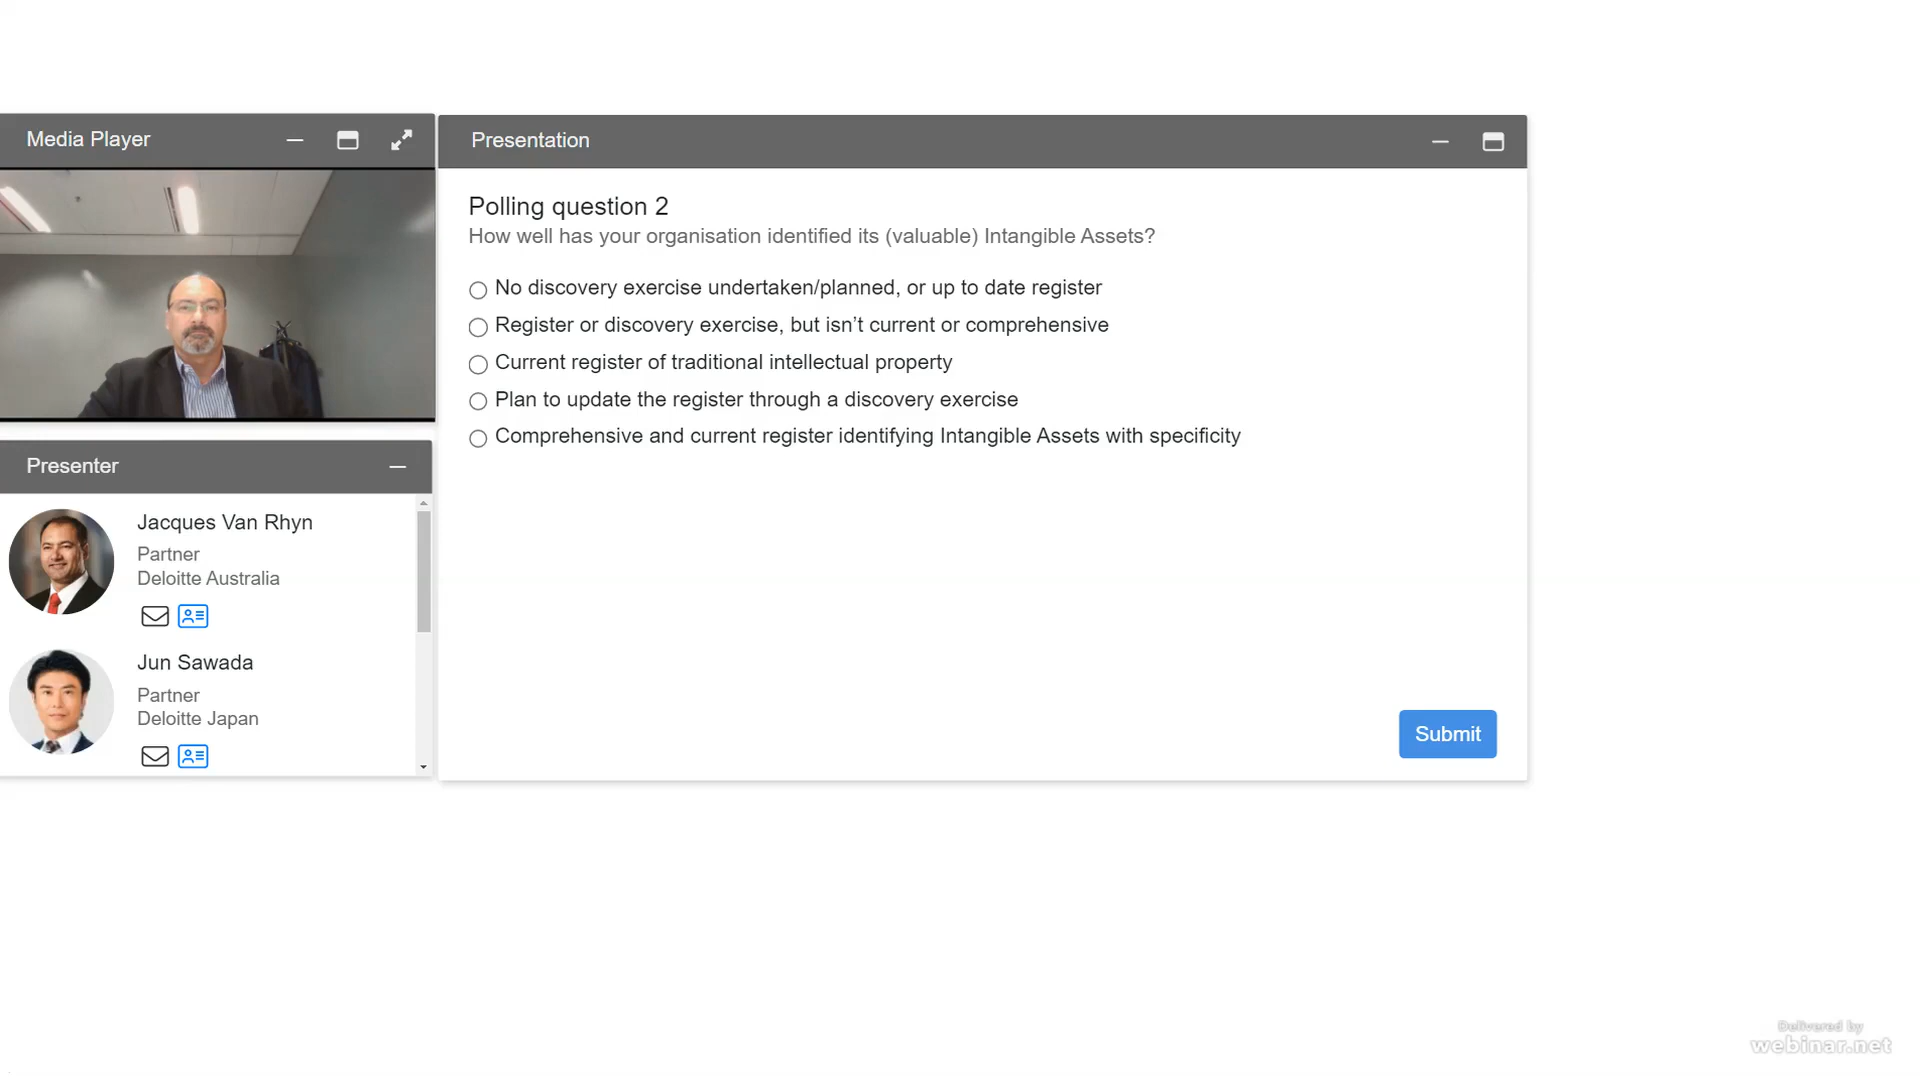 Media Player
Presentation
Polling question 2
How well has your organisation identified its (valuable) Intangible Assets?
No discovery exercise undertaken/planned, or up to date register
Register or discovery exercise, but isn’t current or comprehensive
Current register of traditional intellectual property
Plan to update the register through a discovery exercise
Comprehensive and current register identifying Intangible Assets with specificity
Submit
Presenter
Jacques Van Rhyn
Partner
Deloitte Australia
Jun Sawada
Partner
Deloitte Japan
Delivered by
webinar.net